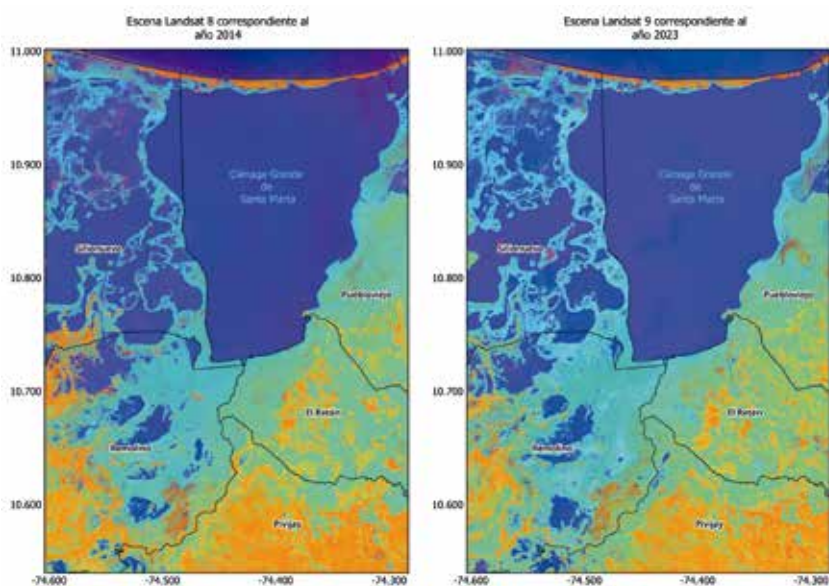 Escena Landsat 8 correspondiente al
año 2014
11.000
10.900
10.800
10.700
10.600
-74.600
-74.500
-74.400
-74.300
Ciénaga Grande
de
Santa Marta
Sitionuevo
Puebloviejo
El Retén
Remolino
Pivijay
Escena Landsat 9 correspondiente al
año 2023
11.000
10.900
10.800
10.700
10.600
-74.600
-74.500
-74.400
-74.300
Ciénaga Grande
de
Santa Marta
Sitionuevo
Puebloviejo
El Retén
Remolino
Pivijay